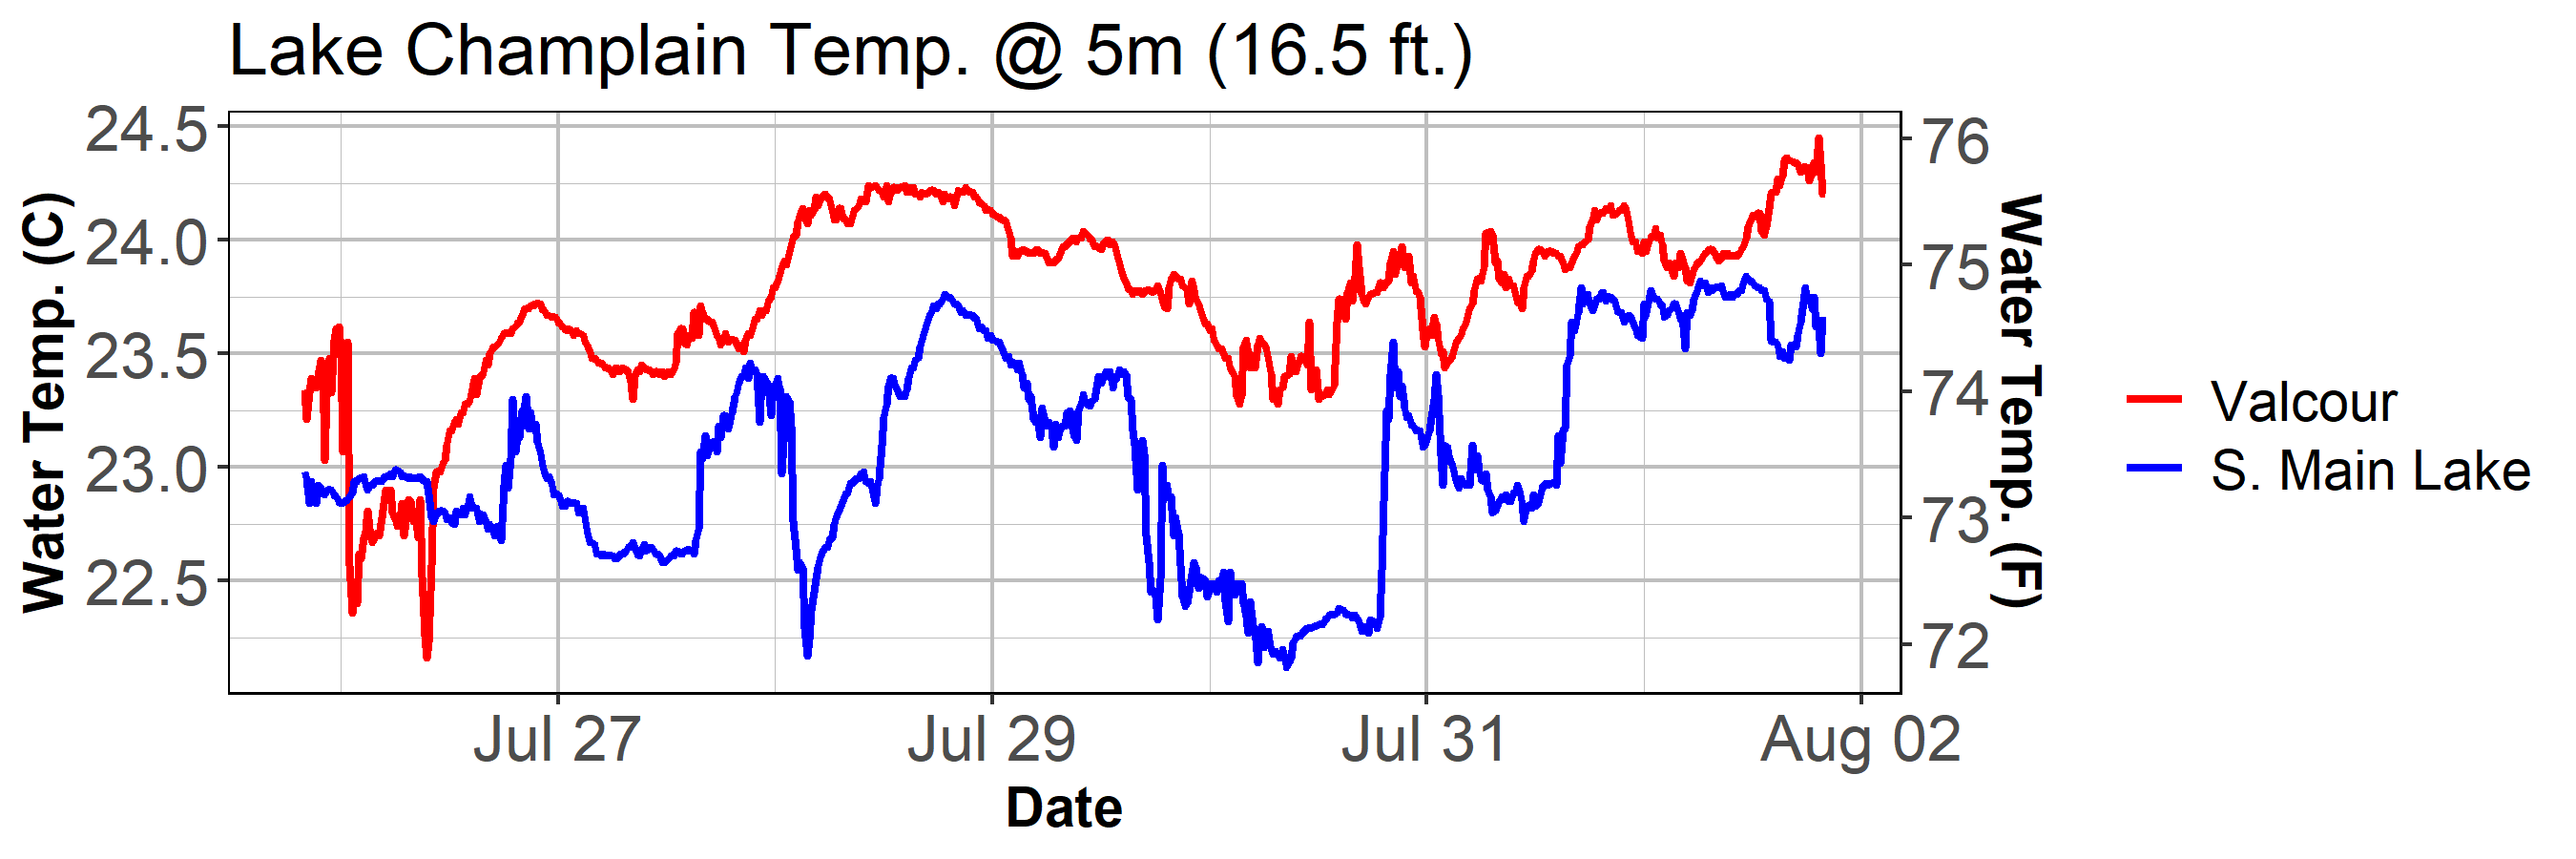 Lake Champlain Temp. @ 5m (16.5 ft.)
Water Temp. (C)
24.5
24.0
23.5
23.0
22.5
76
75
74
73
72
Water Temp. (F)
Jul 27
Jul 29
Jul 31
Aug 02
Date
Valcour
S. Main Lake